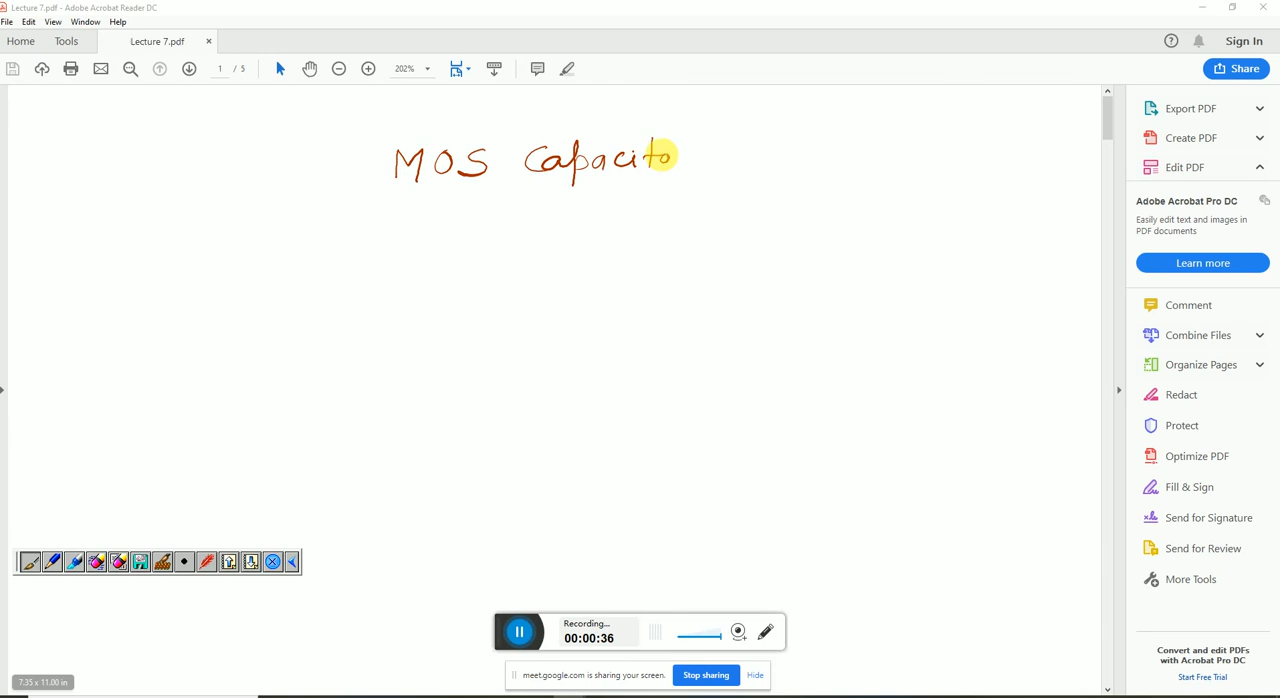 Lecture 7.pdf - Adobe Acrobat Reader DC
File Edit View Window Help
Home Tools Lecture 7.pdf × Sign In
1 / 5 202% Share
MOS Capacito
Export PDF
Create PDF
Edit PDF
Adobe Acrobat Pro DC
Easily edit text and images in
PDF documents
Learn more
Comment
Combine Files
Organize Pages
Redact
Protect
Optimize PDF
Fill & Sign
Send for Signature
Send for Review
More Tools
Convert and edit PDFs
with Acrobat Pro DC
Start Free Trial
Recording...
00:00:36
meet.google.com is sharing your screen. Stop sharing Hide
7.35 x 11.00 in